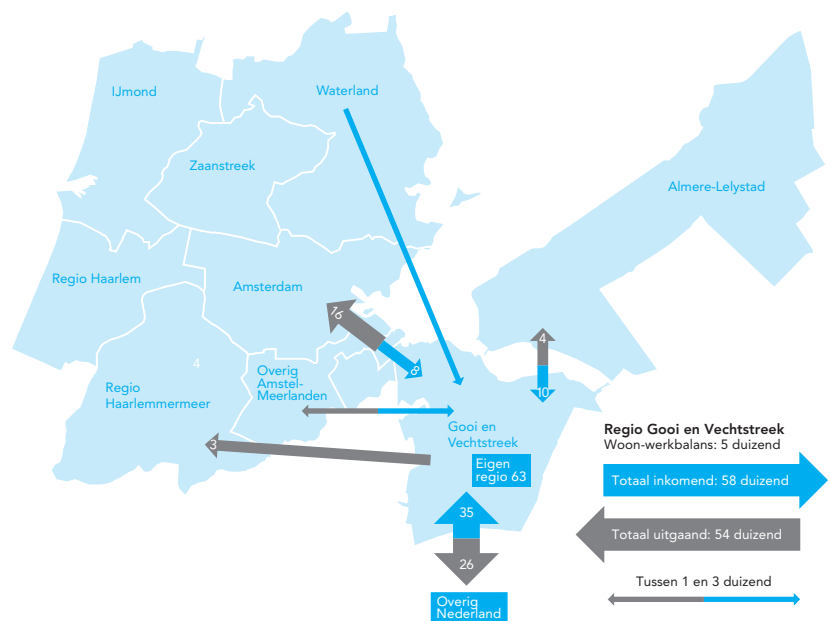 IJmond
Waterland
Zaanstreek
Almere-Lelystad
Regio Haarlem
Amsterdam
16
4
4
8
10
Overig
Amstel-
Meerlanden
Regio
Haarlemmermeer
3
Gooi en
Vechtstreek
Eigen
regio 63
35
26
Overig
Nederland
Regio Gooi en Vechtstreek
Woon-werkbalans: 5 duizend
Totaal inkomend: 58 duizend
Totaal uitgaand: 54 duizend
Tussen 1 en 3 duizend